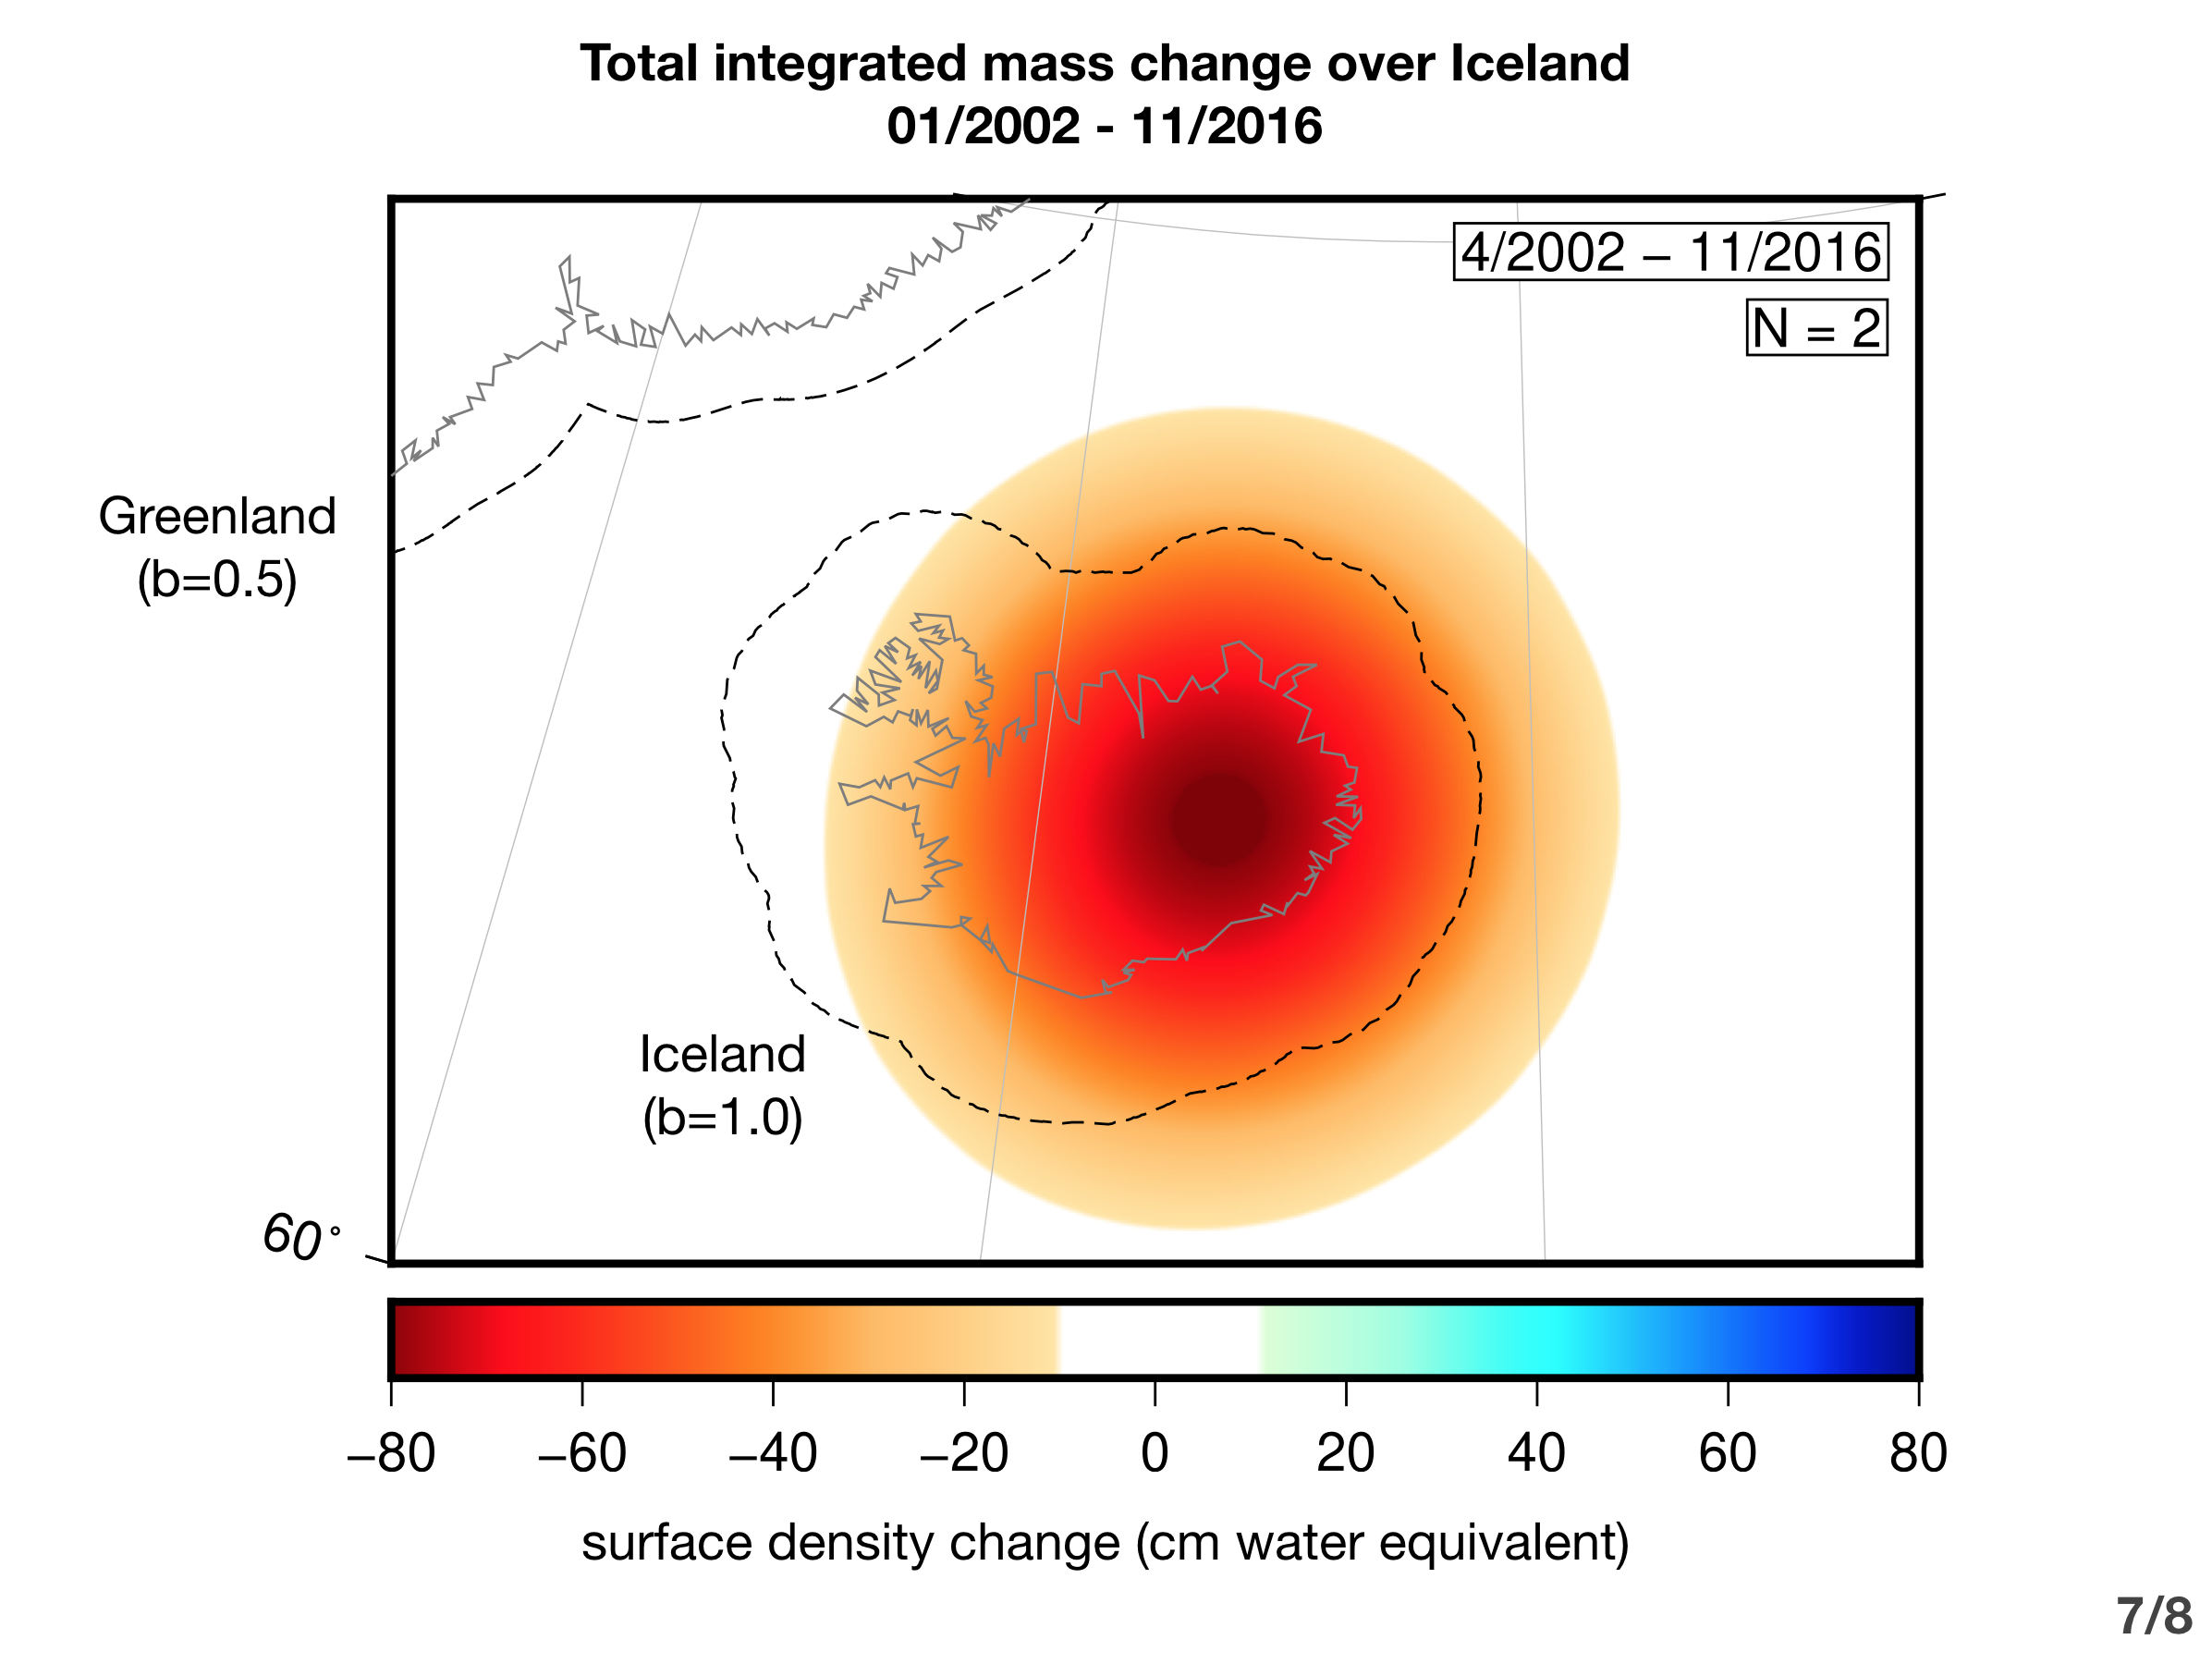 Total integrated mass change over Iceland
01/2002 - 11/2016
4/2002 – 11/2016
N = 2
Greenland
(b=0.5)
Iceland
(b=1.0)
60°
−80 −60 −40 −20 0 20 40 60 80
surface density change (cm water equivalent)
7/8